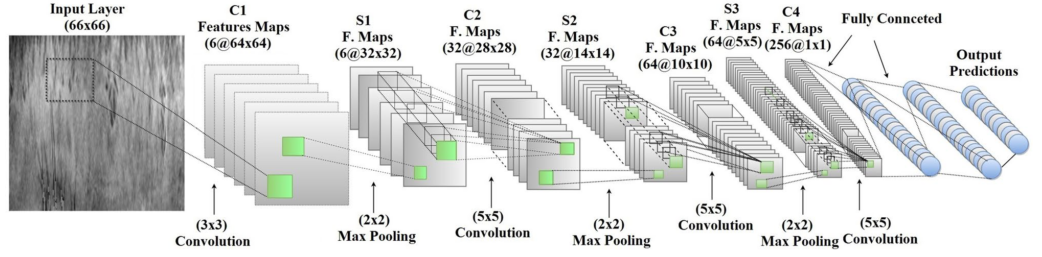 Input Layer
(66x66)
C1
Features Maps
(6@64x64)
S1
F. Maps
(6@32x32)
C2
F. Maps
(32@28x28)
S2
F. Maps
(32@14x14)
C3
F. Maps
(64@10x10)
S3
F. Maps
(64@5x5)
C4
F. Maps
(256@1x1)
Fully Connceted
Output
Predictions
(3x3)
Convolution
(2x2)
Max Pooling
(5x5)
Convolution
(2x2)
Max Pooling
(5x5)
Convolution
(2x2)
Max Pooling
(5x5)
Convolution